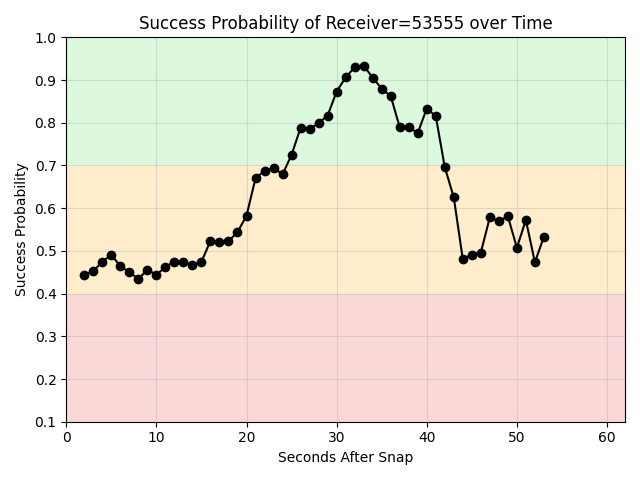 Success Probability of Receiver=53555 over Time
1.0
0.9
0.8
0.7
0.6
0.5
0.4
0.3
0.2
0.1
Success Probability
0 10 20 30 40 50 60
Seconds After Snap